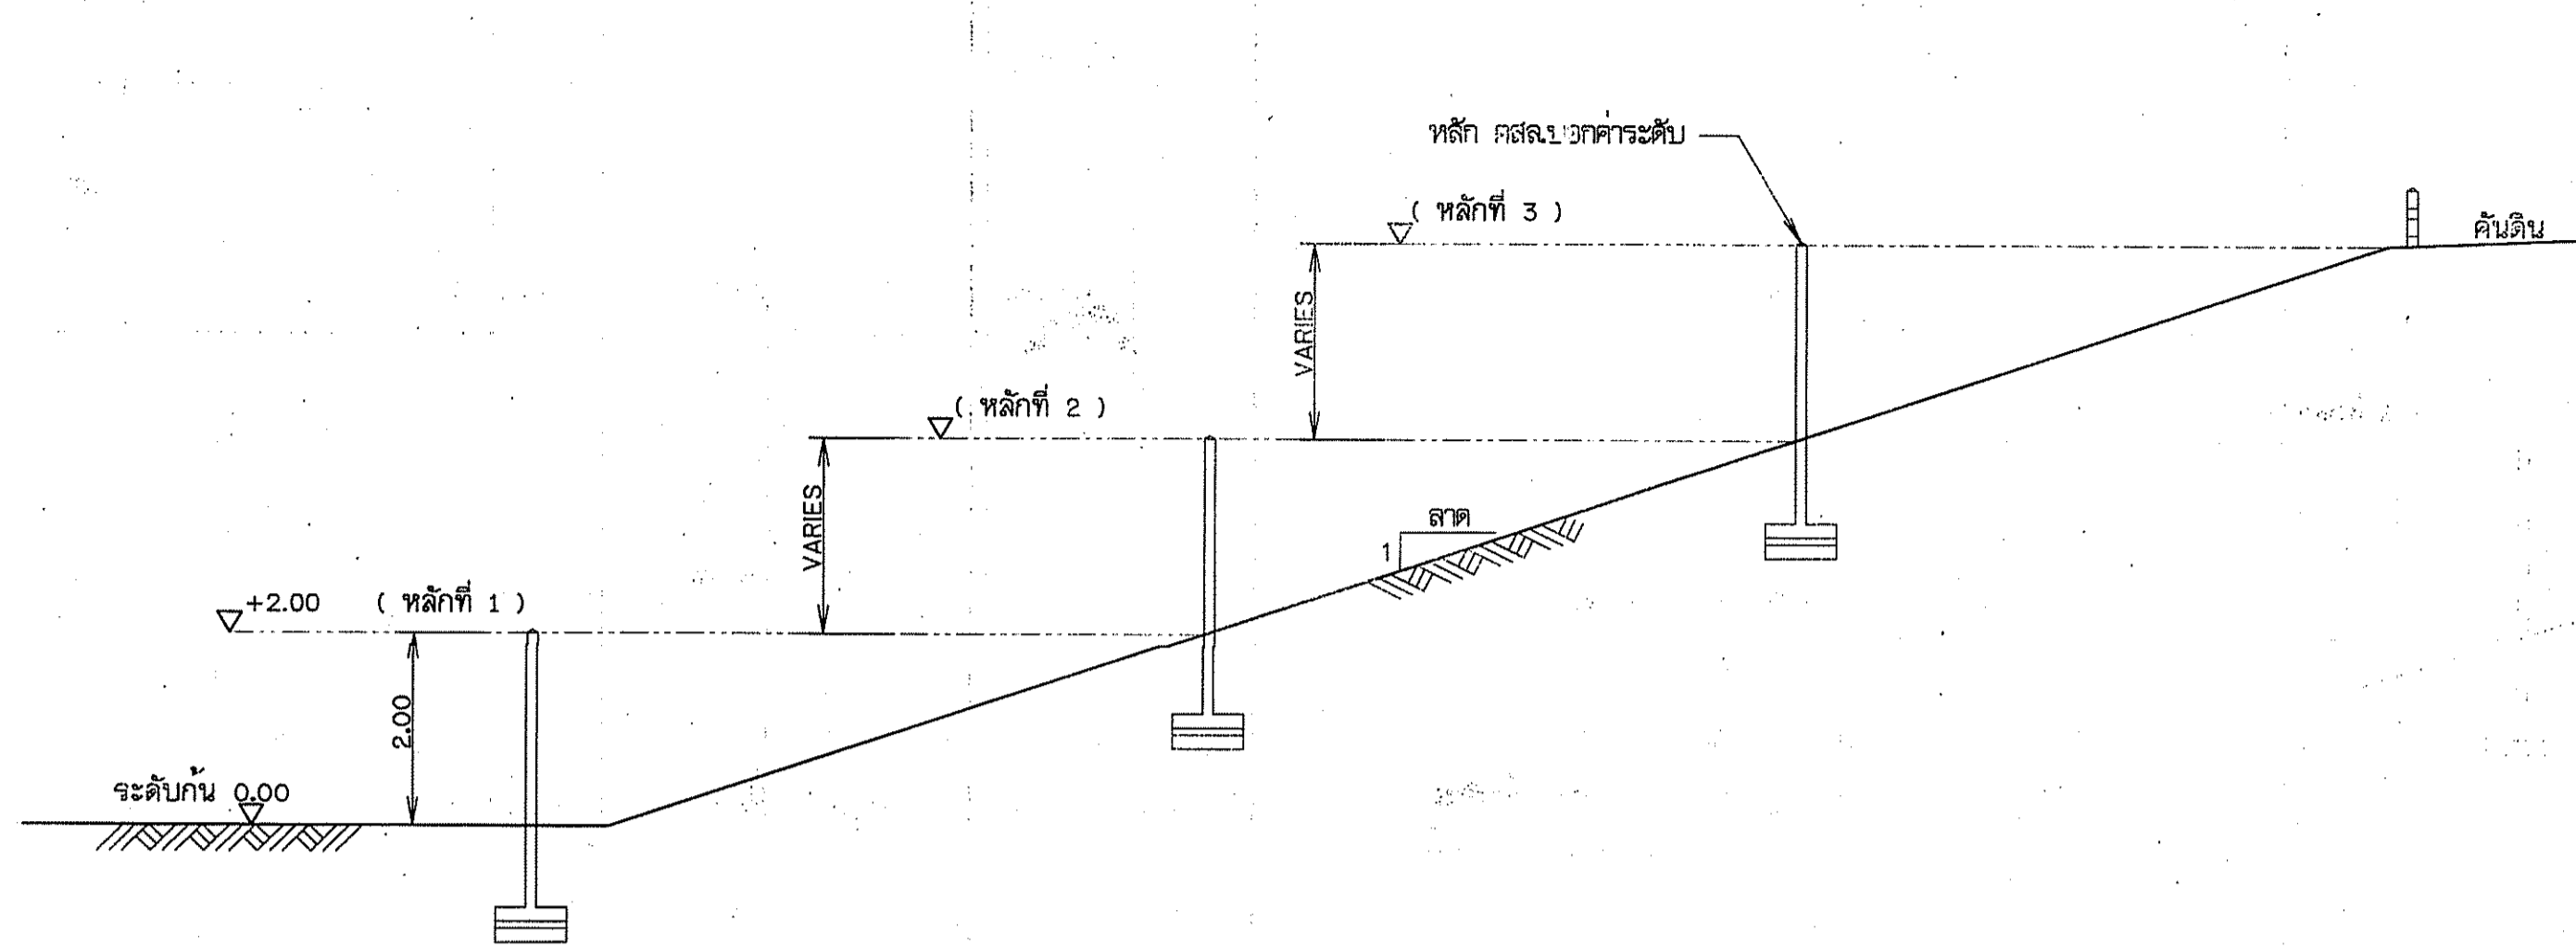 หลัก คสล.บอกค่าระดับ
( หลักที่ 3 )
คันดิน
VARIES
( หลักที่ 2 )
VARIES
ลาด
1
+2.00 ( หลักที่ 1 )
2.00
ระดับก้น 0.00